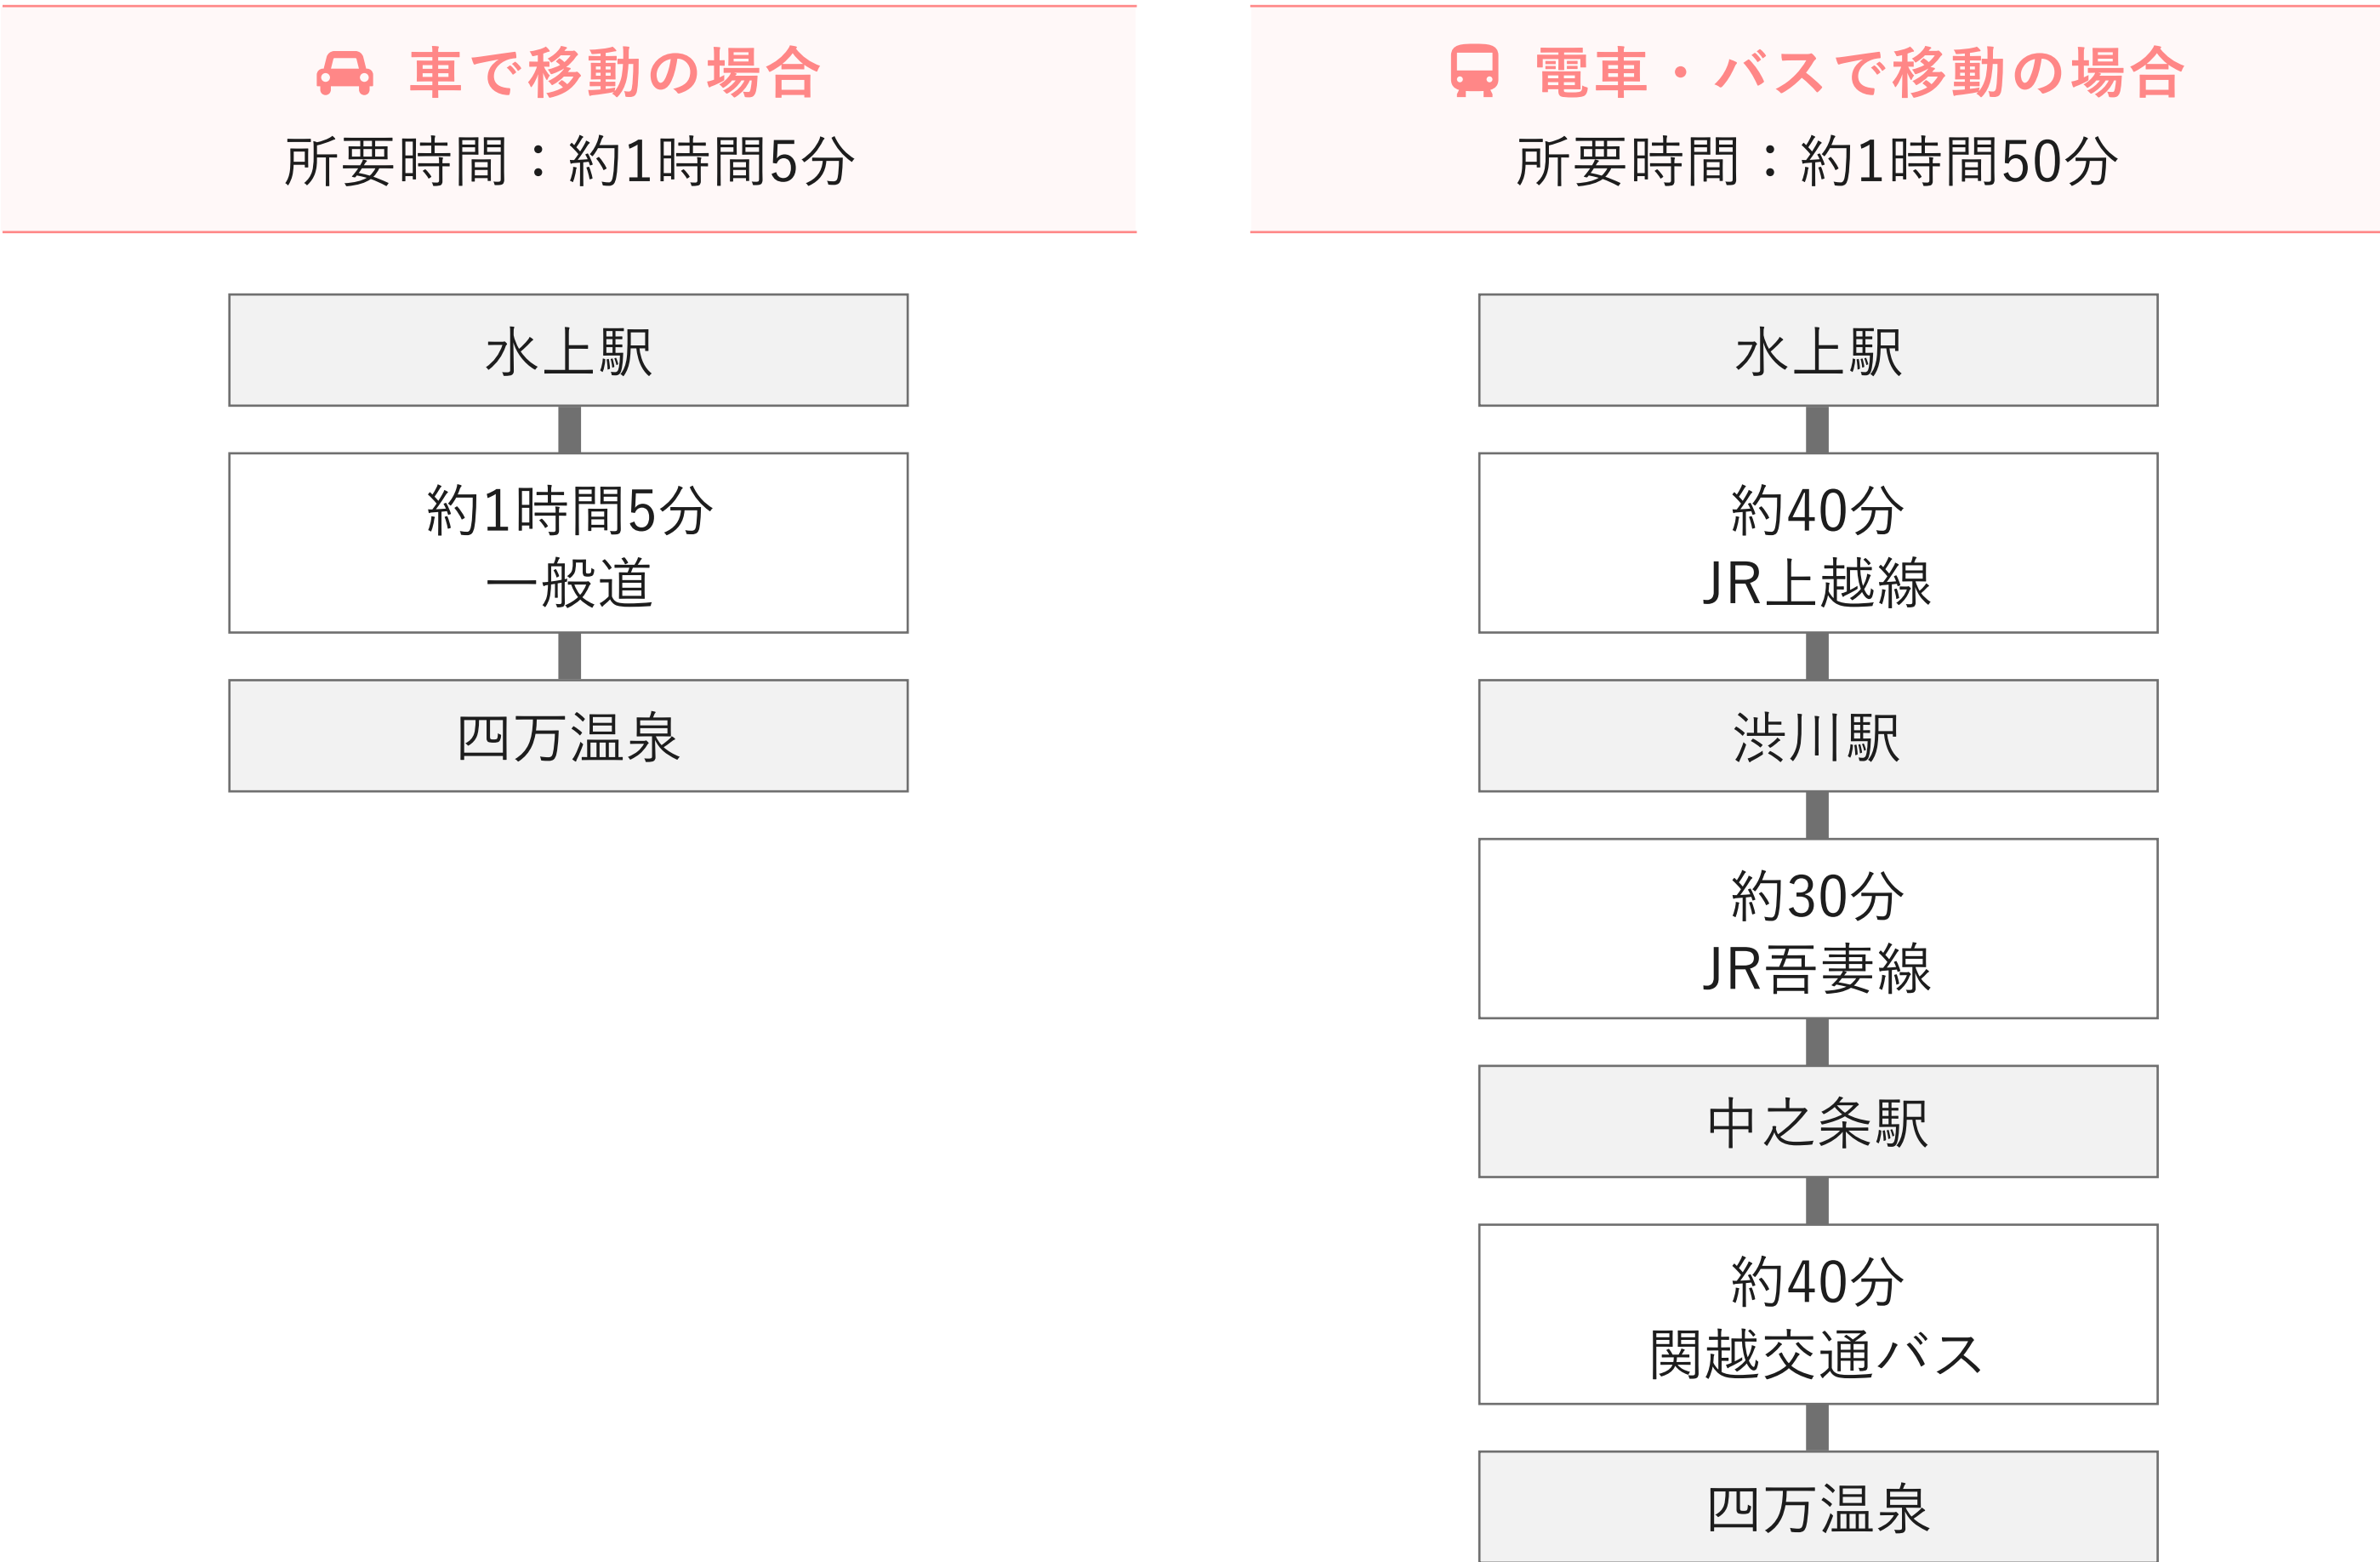 車で移動の場合
所要時間：約1時間5分
水上駅
約1時間5分
一般道
四万温泉
電車・バスで移動の場合
所要時間：約1時間50分
水上駅
約40分
JR上越線
渋川駅
約30分
JR吾妻線
中之条駅
約40分
関越交通バス
四万温泉